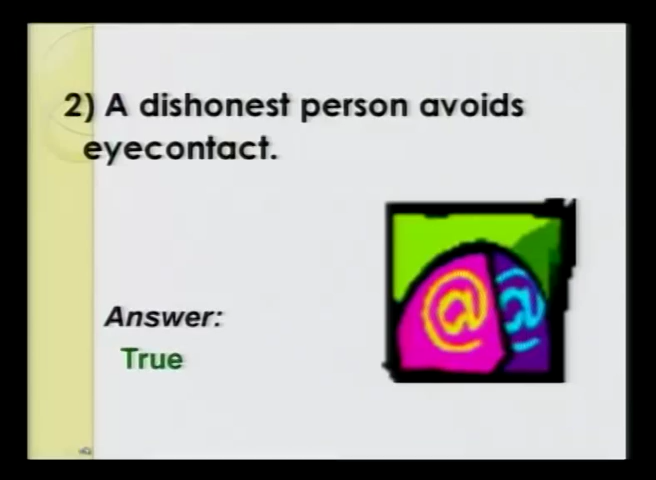 2) A dishonest person avoids
eyecontact.
Answer:
True
@ @